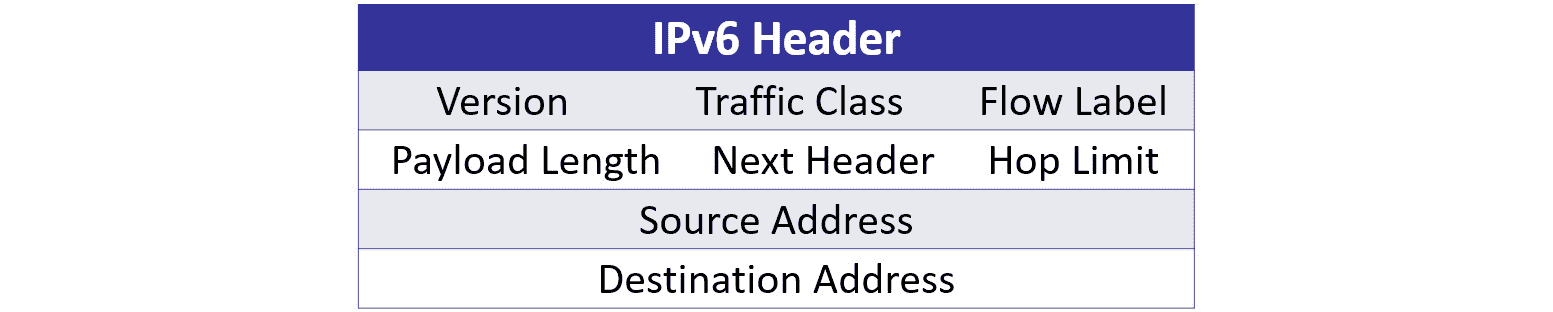 IPv6 Header
Version Traffic Class Flow Label
Payload Length Next Header Hop Limit
Source Address
Destination Address